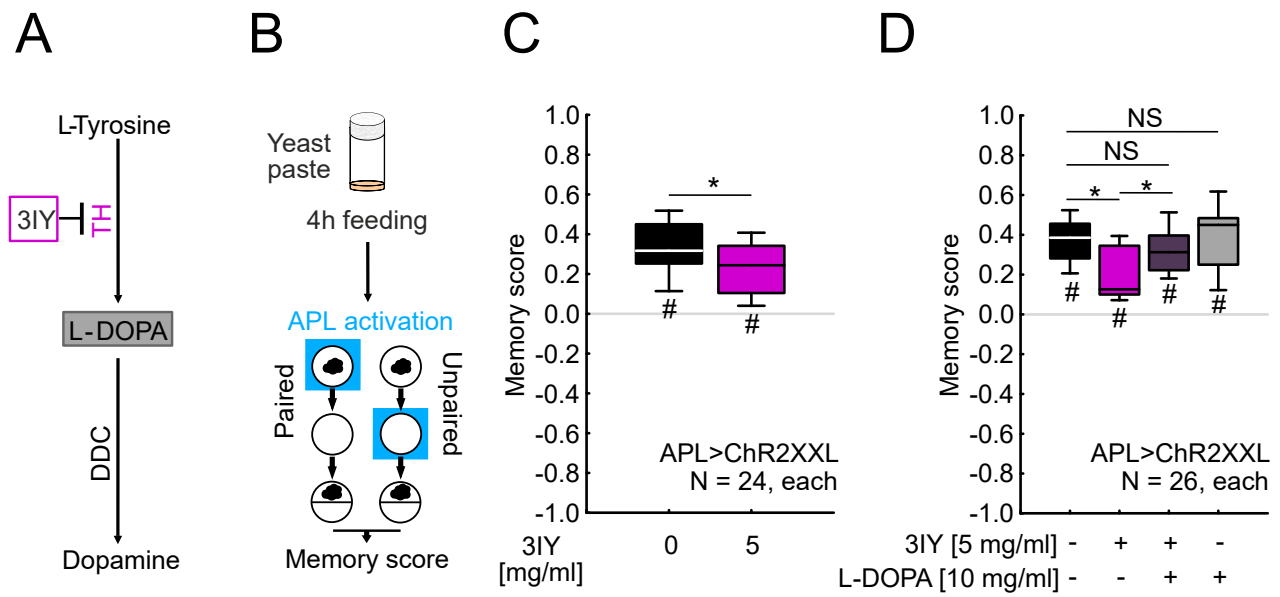 A
L-Tyrosine
3IY
TH
L-DOPA
DDC
Dopamine
B
Yeast
paste
4h feeding
APL activation
Paired
Unpaired
Memory score
C
Memory score
1.0
0.8
0.6
0.4
0.2
0.0
-0.2
-0.4
-0.6
-0.8
-1.0
*
#
#
APL>ChR2XXL
N = 24, each
3IY 0 5
[mg/ml]
D
Memory score
1.0
0.8
0.6
0.4
0.2
0.0
-0.2
-0.4
-0.6
-0.8
-1.0
NS
NS
* *
# # # #
APL>ChR2XXL
N = 26, each
3IY [5 mg/ml] - + + -
L-DOPA [10 mg/ml] - - + +